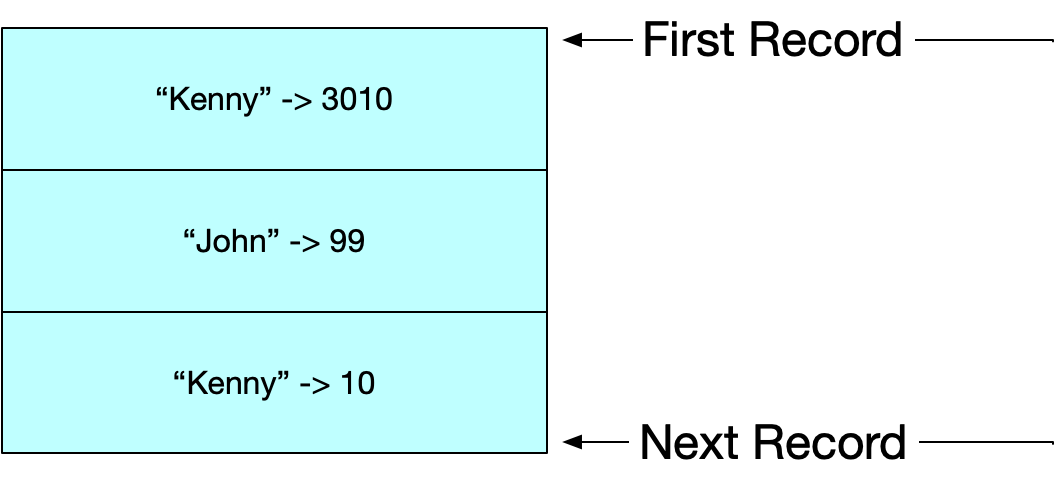 First Record
“Kenny” -> 3010
“John” -> 99
“Kenny” -> 10
Next Record